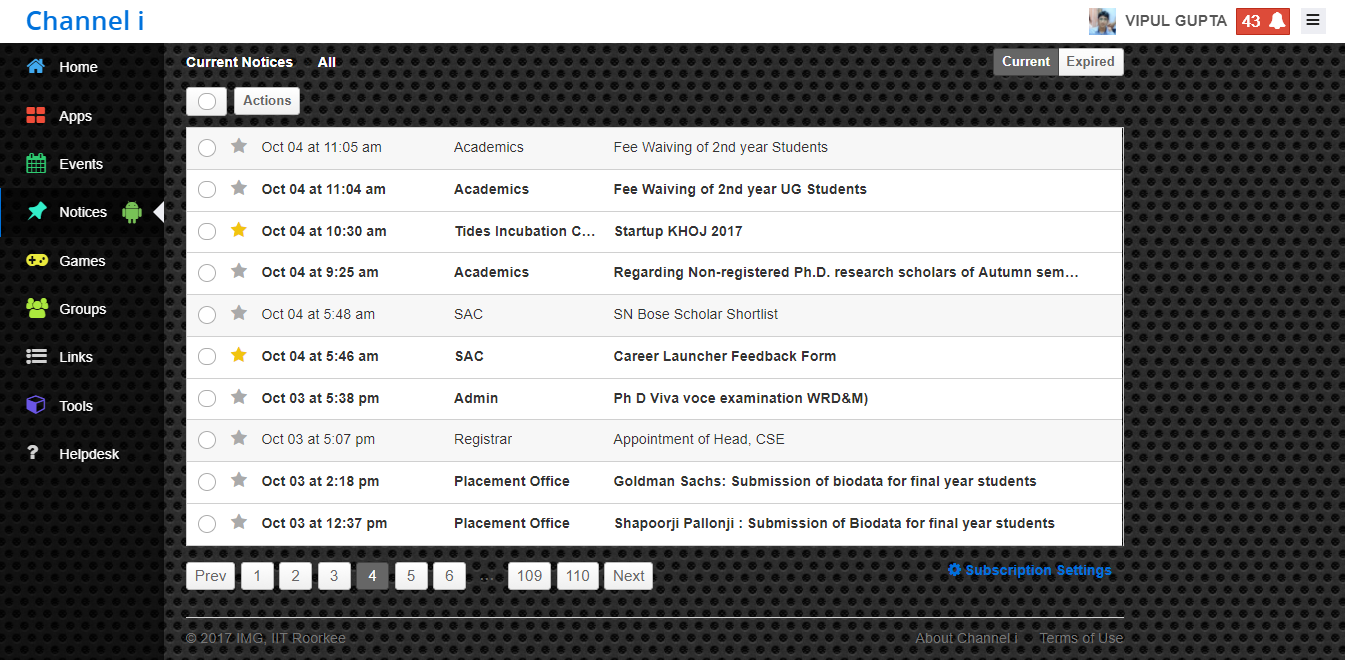 Channel i
VIPUL GUPTA 43
Home
Apps
Events
Notices
Games
Groups
Links
Tools
? Helpdesk
Current Notices All
Current Expired
Actions
Oct 04 at 11:05 am Academics Fee Waiving of 2nd year Students
Oct 04 at 11:04 am Academics Fee Waiving of 2nd year UG Students
Oct 04 at 10:30 am Tides Incubation C... Startup KHOJ 2017
Oct 04 at 9:25 am Academics Regarding Non-registered Ph.D. research scholars of Autumn sem...
Oct 04 at 5:48 am SAC SN Bose Scholar Shortlist
Oct 04 at 5:46 am SAC Career Launcher Feedback Form
Oct 03 at 5:38 pm Admin Ph D Viva voce examination WRD&M)
Oct 03 at 5:07 pm Registrar Appointment of Head, CSE
Oct 03 at 2:18 pm Placement Office Goldman Sachs: Submission of biodata for final year students
Oct 03 at 12:37 pm Placement Office Shapoorji Pallonji : Submission of Biodata for final year students
Prev 1 2 3 4 5 6 ... 109 110 Next
Subscription Settings
© 2017 IMG, IIT Roorkee
About Channel i Terms of Use